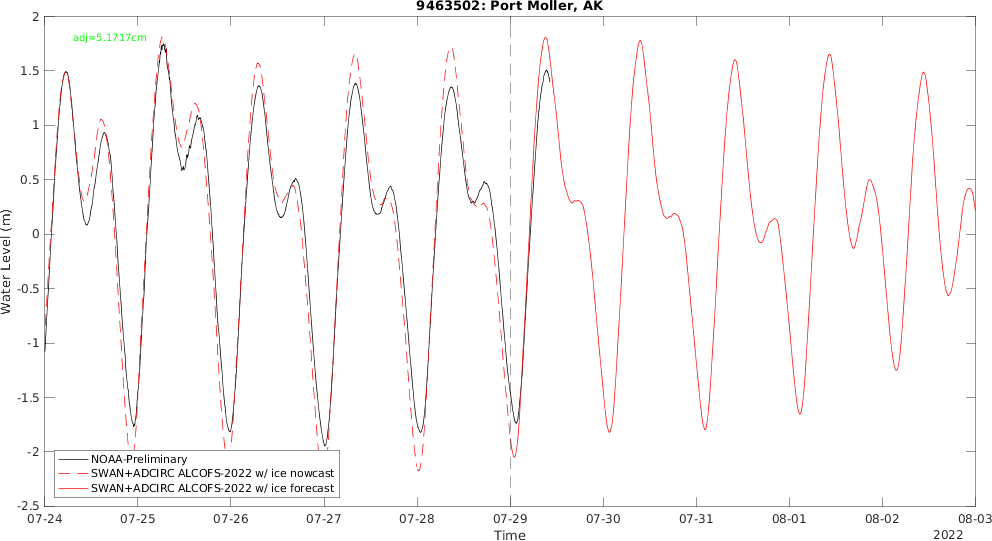 9463502: Port Moller, AK
adj=5.1717cm
Water Level (m)
2
1.5
1
0.5
0
-0.5
-1
-1.5
-2
-2.5
NOAA-Preliminary
SWAN+ADCIRC ALCOFS-2022 w/ ice nowcast
SWAN+ADCIRC ALCOFS-2022 w/ ice forecast
07-24 07-25 07-26 07-27 07-28 07-29 07-30 07-31 08-01 08-02 08-03
Time
2022